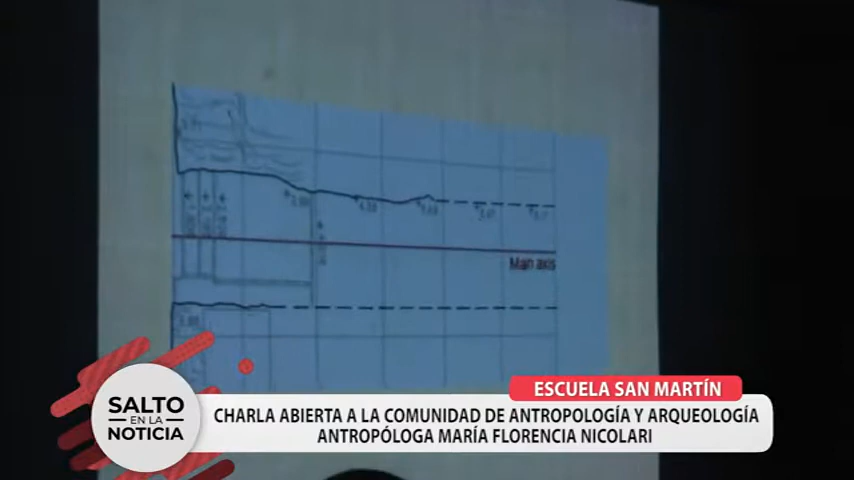 Man axis
ESCUELA SAN MARTÍN
SALTO
EN LA
NOTICIA
CHARLA ABIERTA A LA COMUNIDAD DE ANTROPOLOGÍA Y ARQUEOLOGÍA
ANTROPÓLOGA MARÍA FLORENCIA NICOLARI